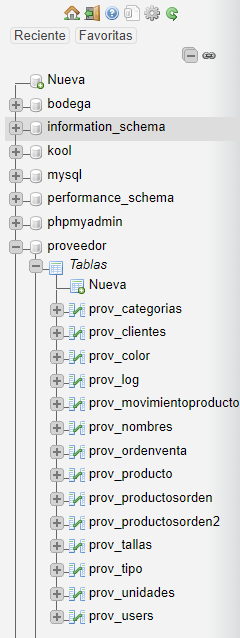 Reciente Favoritas
Nueva
bodega
information_schema
kool
mysql
performance_schema
phpmyadmin
proveedor
Tablas
Nueva
prov_categorias
prov_clientes
prov_color
prov_log
prov_movimientoproducto
prov_nombres
prov_ordenventa
prov_producto
prov_productosorden
prov_productosorden2
prov_tallas
prov_tipo
prov_unidades
prov_users